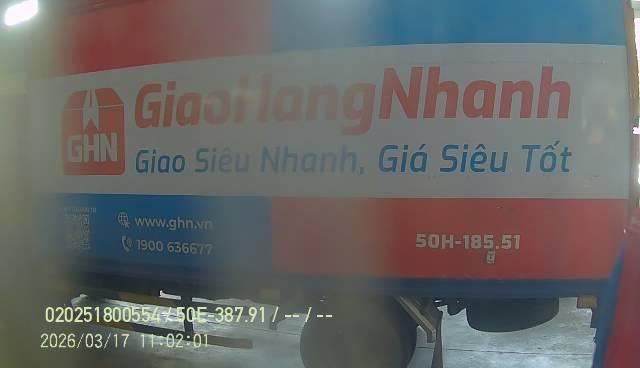 GiaoHangNhanh
GHN
Giao Siêu Nhanh, Giá Siêu Tốt
www.ghn.vn
1900 636677
50H-185.51
020251800554 / 50E-387.91 / -- / --
2026/03/17 11:02:01